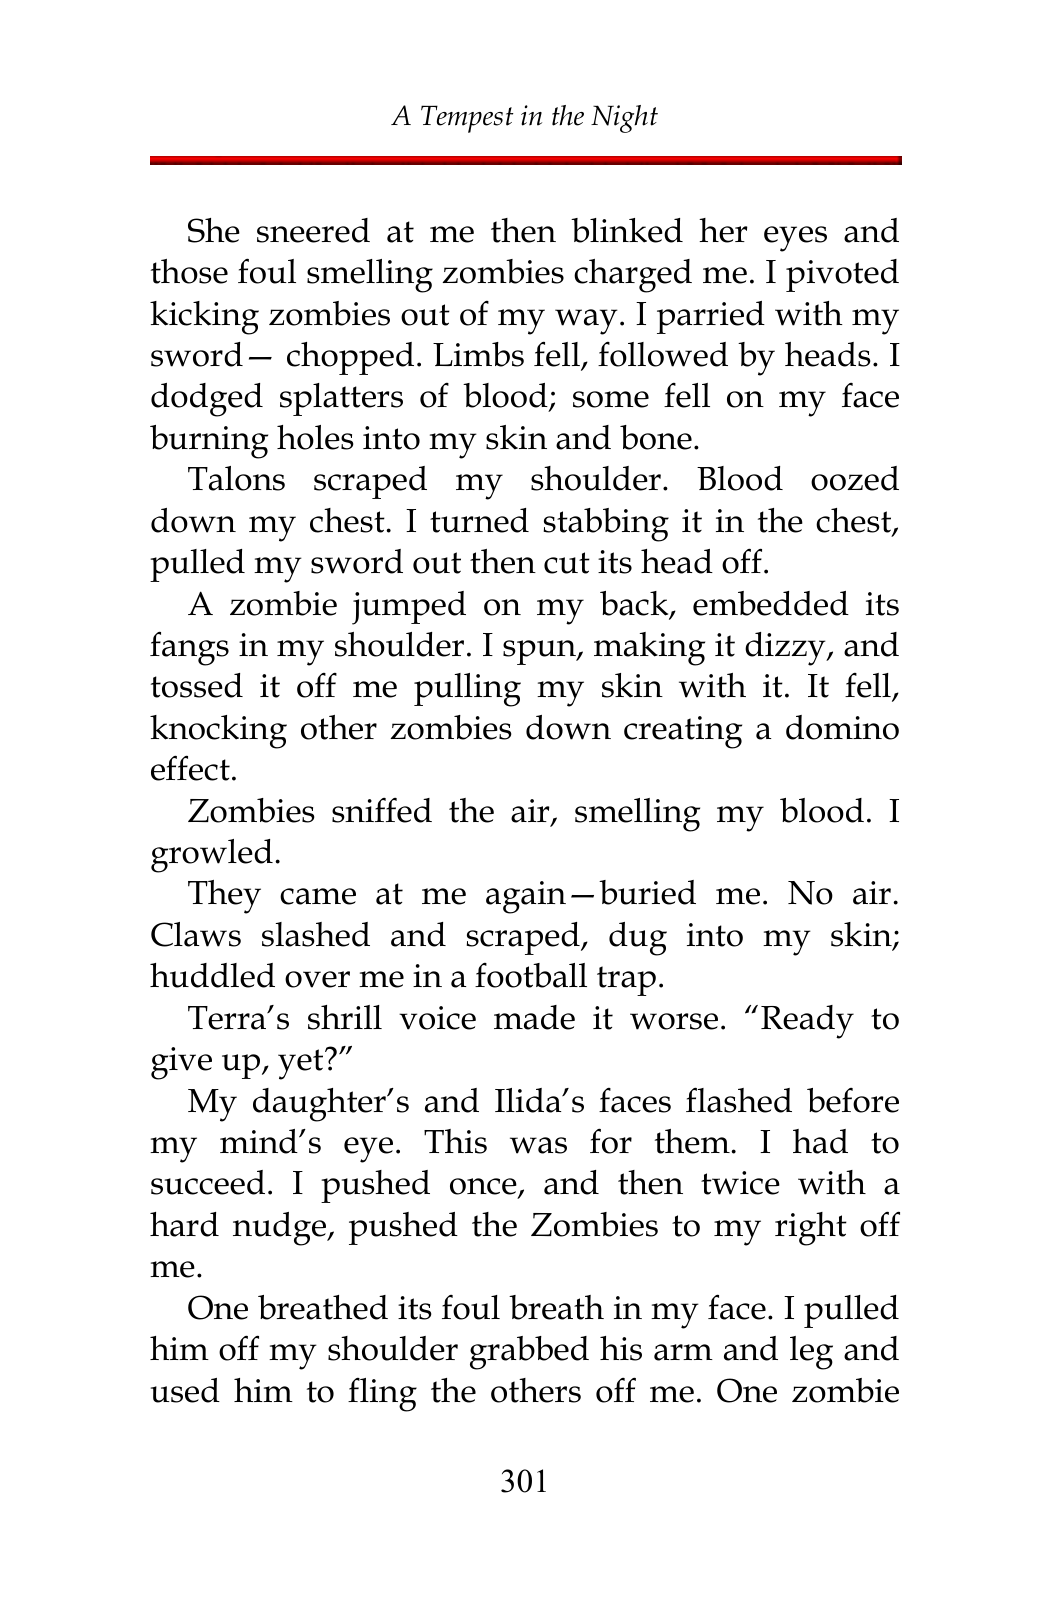 A Tempest in the Night
She sneered at me then blinked her eyes and
those foul smelling zombies charged me. I pivoted
kicking zombies out of my way. I parried with my
sword— chopped. Limbs fell, followed by heads. I
dodged splatters of blood; some fell on my face
burning holes into my skin and bone.
Talons scraped my shoulder. Blood oozed
down my chest. I turned stabbing it in the chest,
pulled my sword out then cut its head off.
A zombie jumped on my back, embedded its
fangs in my shoulder. I spun, making it dizzy, and
tossed it off me pulling my skin with it. It fell,
knocking other zombies down creating a domino
effect.
Zombies sniffed the air, smelling my blood. I
growled.
They came at me again—buried me. No air.
Claws slashed and scraped, dug into my skin;
huddled over me in a football trap.
Terra’s shrill voice made it worse. “Ready to
give up, yet?”
My daughter’s and Ilida’s faces flashed before
my mind’s eye. This was for them. I had to
succeed. I pushed once, and then twice with a
hard nudge, pushed the Zombies to my right off
me.
One breathed its foul breath in my face. I pulled
him off my shoulder grabbed his arm and leg and
used him to fling the others off me. One zombie
301